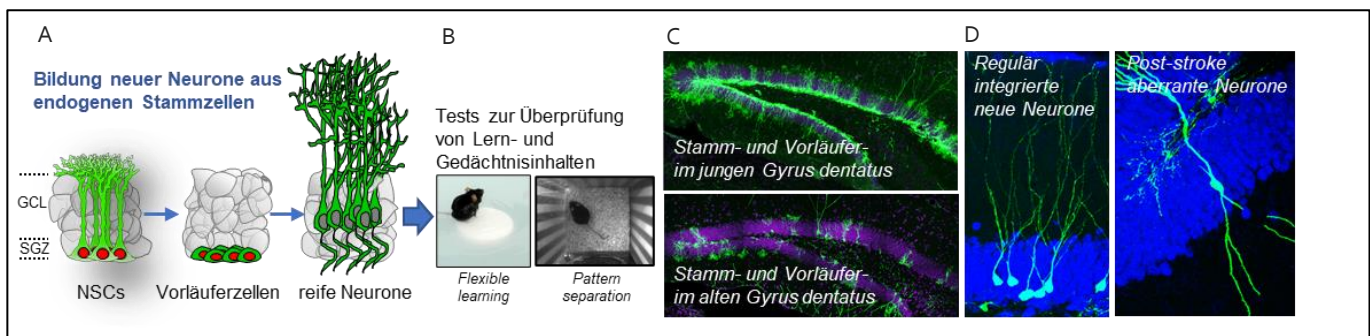 A
Bildung neuer Neurone aus
endogenen Stammzellen
GCL
SGZ
NSCs
Vorläuferzellen
reife Neurone
B
Tests zur Überprüfung
von Lern- und
Gedächtnisinhalten
Flexible
learning
Pattern
separation
C
Stamm- und Vorläufer-
im jungen Gyrus dentatus
Stamm- und Vorläufer-
im alten Gyrus dentatus
D
Regulär
integrierte
neue Neurone
Post-stroke
aberrante Neurone